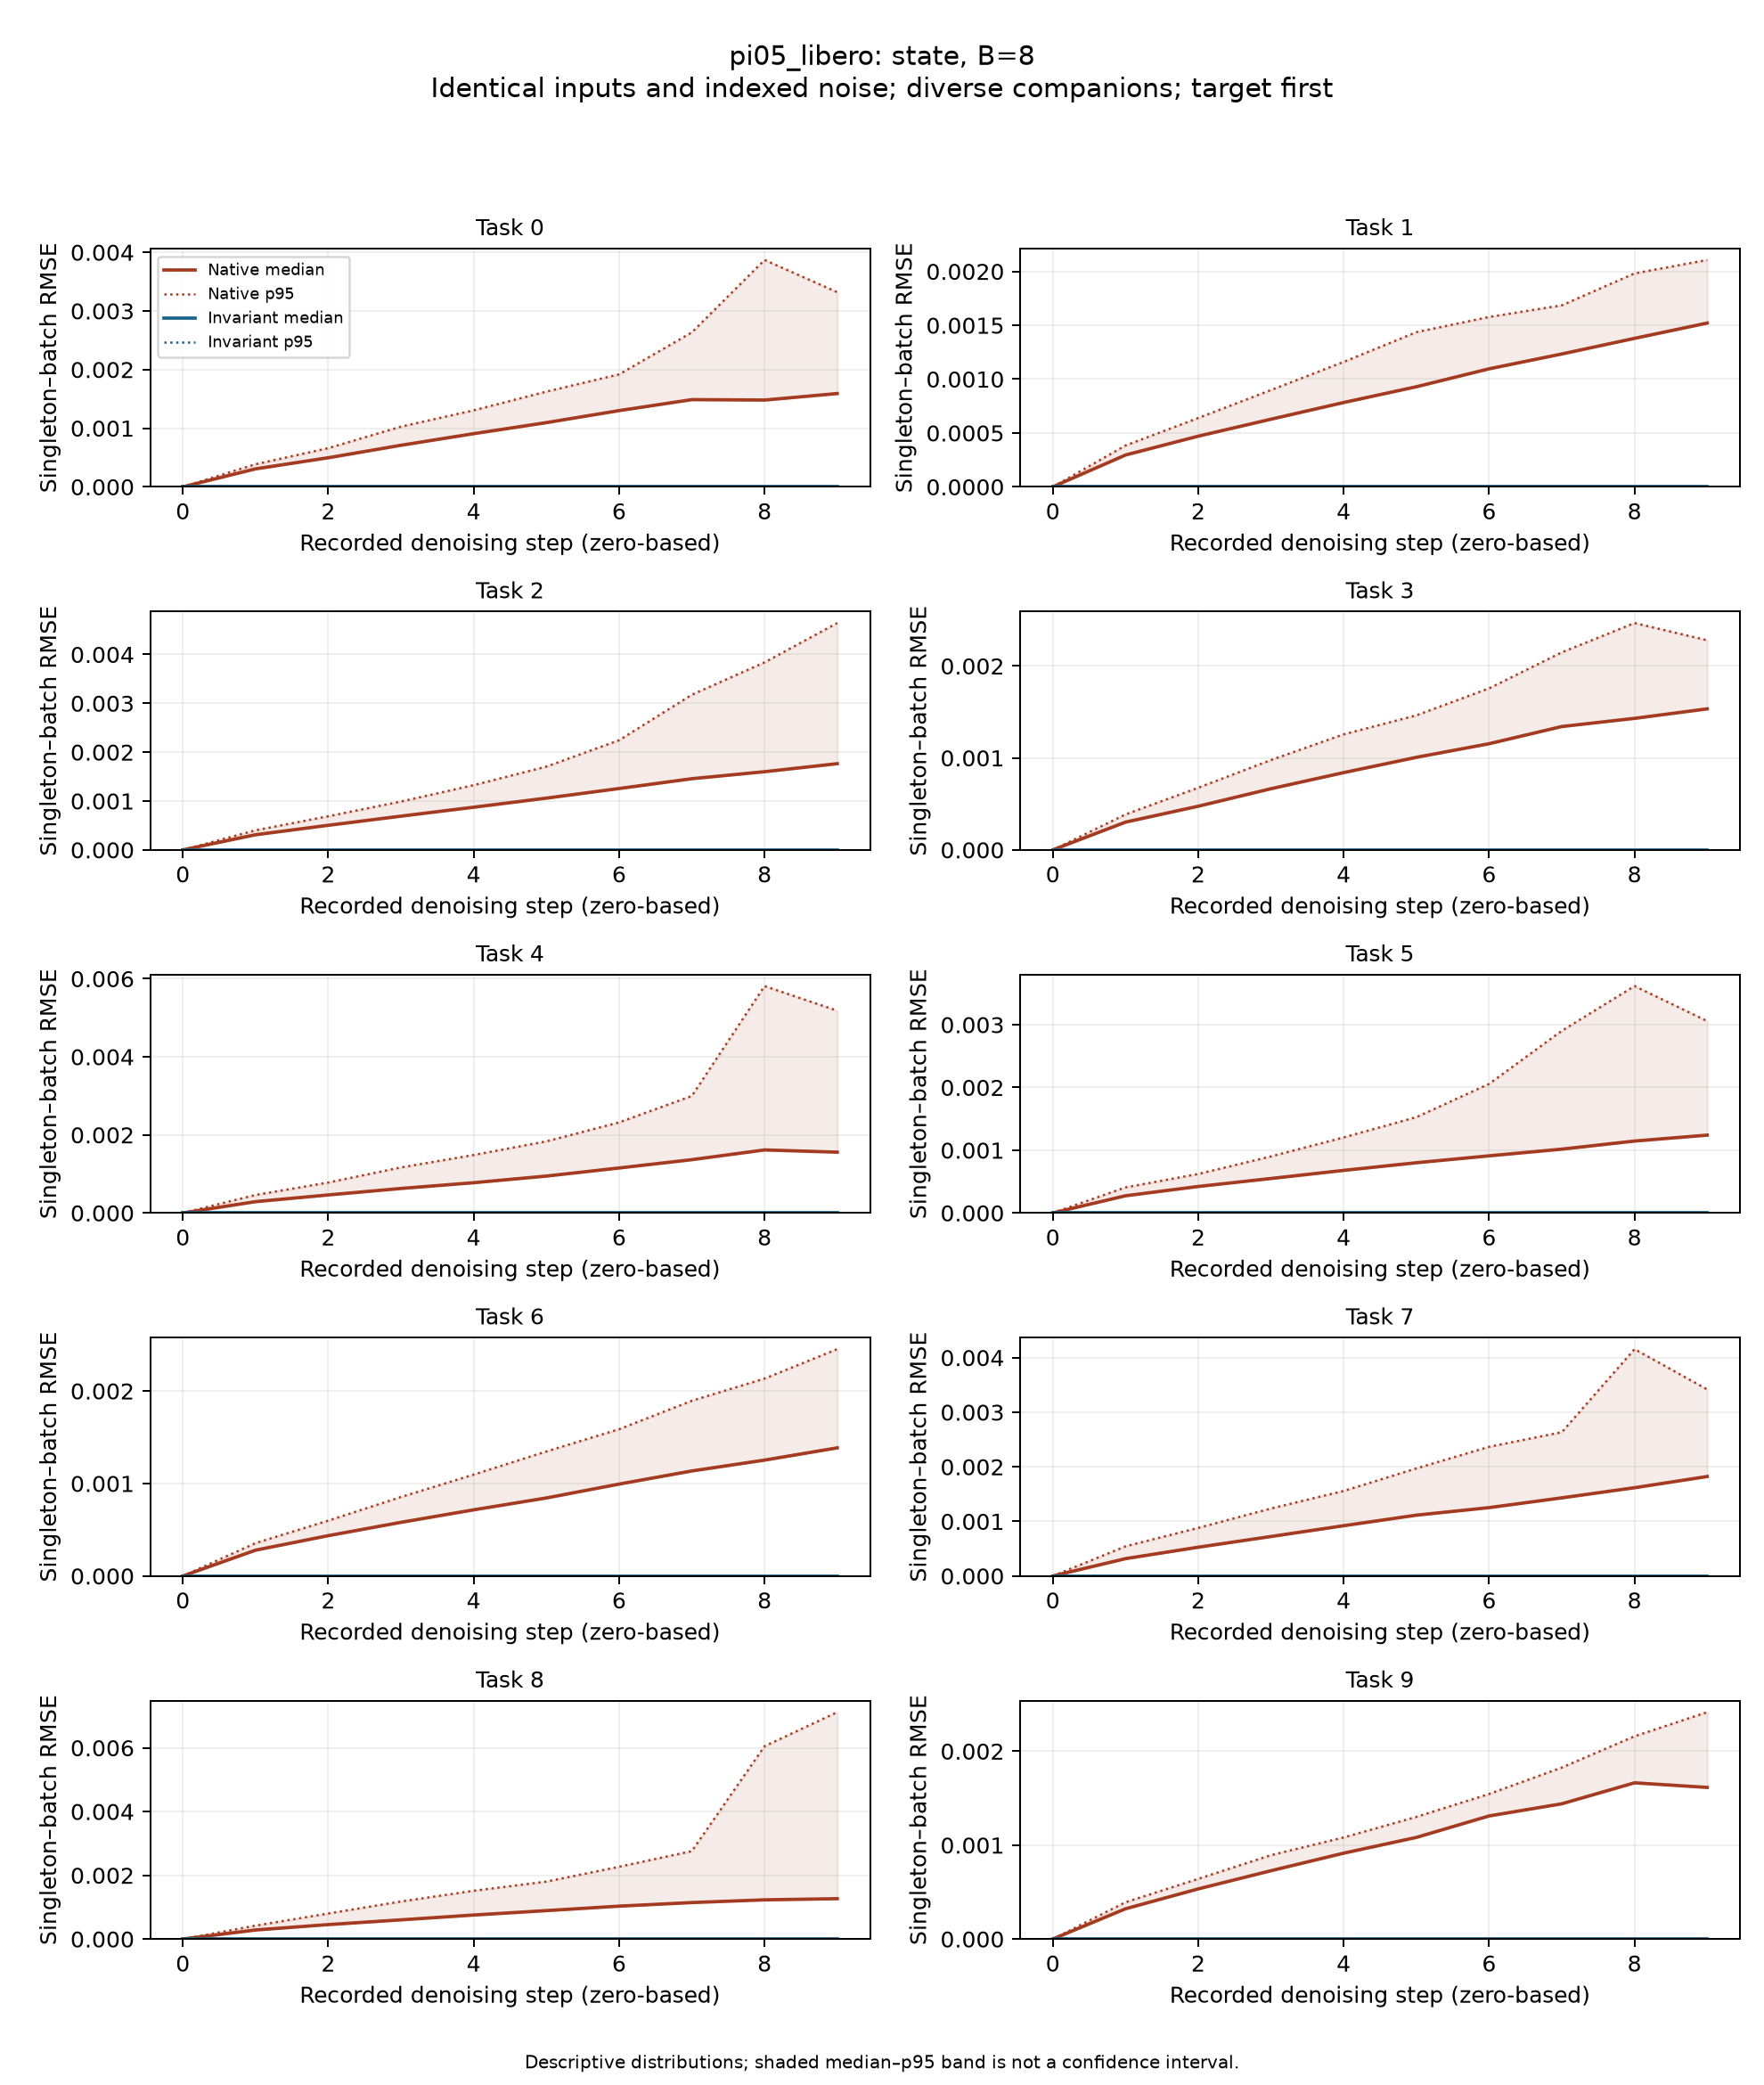 pi05_libero: state, B=8
Identical inputs and indexed noise; diverse companions; target first
Task 0
Singleton–batch RMSE
0.004
0.003
0.002
0.001
0.000
Native median
Native p95
Invariant median
Invariant p95
0 2 4 6 8
Recorded denoising step (zero-based)
Task 1
Singleton–batch RMSE
0.0020
0.0015
0.0010
0.0005
0.0000
0 2 4 6 8
Recorded denoising step (zero-based)
Task 2
Singleton–batch RMSE
0.004
0.003
0.002
0.001
0.000
0 2 4 6 8
Recorded denoising step (zero-based)
Task 3
Singleton–batch RMSE
0.002
0.001
0.000
0 2 4 6 8
Recorded denoising step (zero-based)
Task 4
Singleton–batch RMSE
0.006
0.004
0.002
0.000
0 2 4 6 8
Recorded denoising step (zero-based)
Task 5
Singleton–batch RMSE
0.003
0.002
0.001
0.000
0 2 4 6 8
Recorded denoising step (zero-based)
Task 6
Singleton–batch RMSE
0.002
0.001
0.000
0 2 4 6 8
Recorded denoising step (zero-based)
Task 7
Singleton–batch RMSE
0.004
0.003
0.002
0.001
0.000
0 2 4 6 8
Recorded denoising step (zero-based)
Task 8
Singleton–batch RMSE
0.006
0.004
0.002
0.000
0 2 4 6 8
Recorded denoising step (zero-based)
Task 9
Singleton–batch RMSE
0.002
0.001
0.000
0 2 4 6 8
Recorded denoising step (zero-based)
Descriptive distributions; shaded median–p95 band is not a confidence interval.